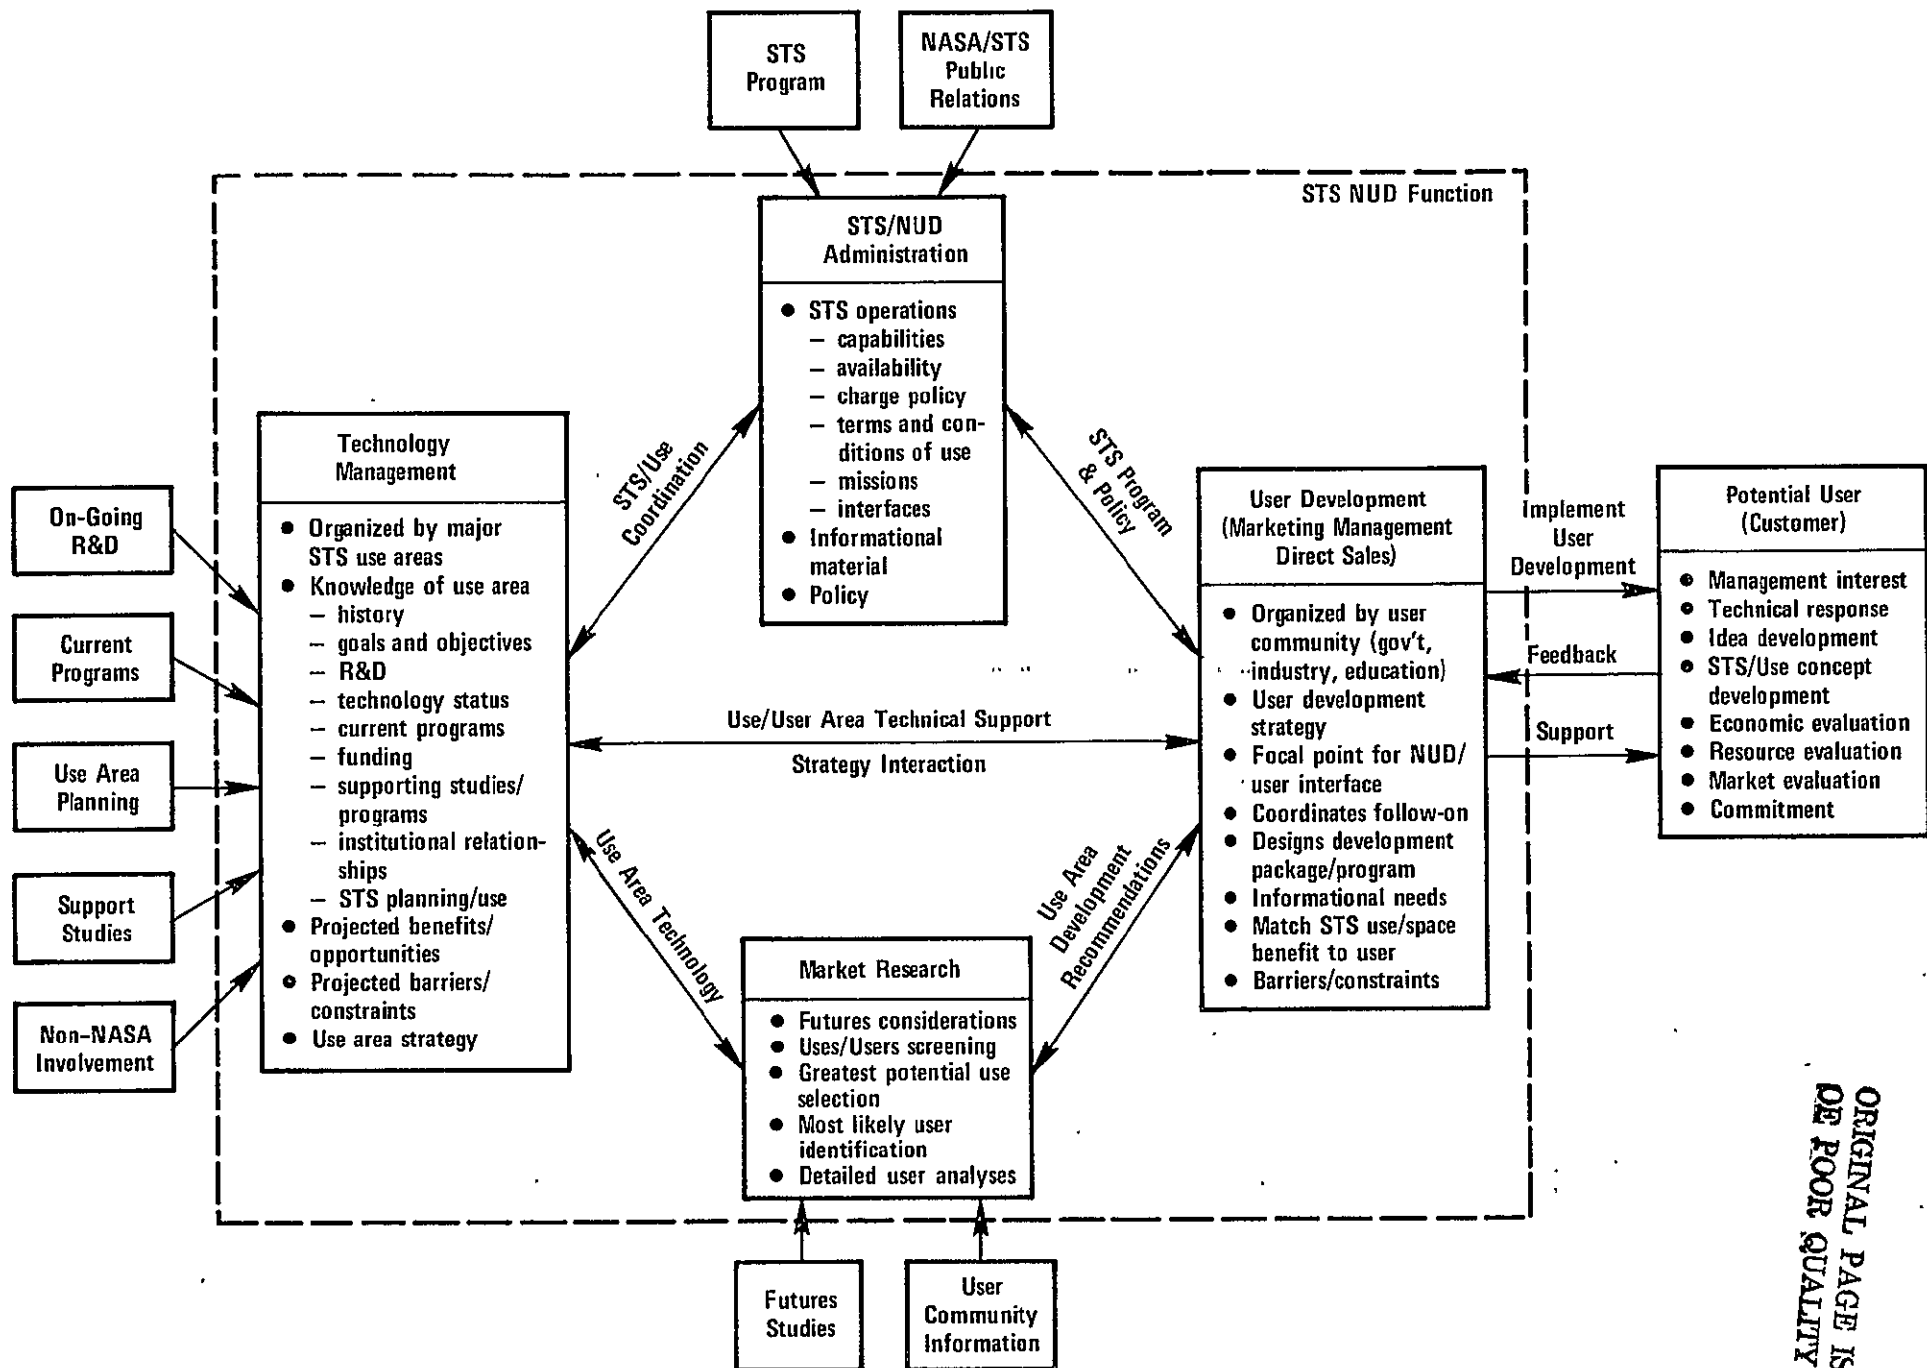 STS
Program
NASA/STS
Public
Relations
STS NUD Function
STS/NUD
Administration
● STS operations
– capabilities
– availability
– charge policy
– terms and con-
ditions of use
– missions
– interfaces
● Informational
material
● Policy
Technology
Management
● Organized by major
STS use areas
● Knowledge of use area
– history
– goals and objectives
– R&D
– technology status
– current programs
– funding
– supporting studies/
programs
– institutional relation-
ships
– STS planning/use
● Projected benefits/
opportunities
● Projected barriers/
constraints
● Use area strategy
On-Going
R&D
Current
Programs
Use Area
Planning
Support
Studies
Non-NASA
Involvement
STS/Use
Coordination
STS Program
& Policy
Use/User Area Technical Support
Strategy Interaction
Use Area Technology
Use Area
Development
Recommendations
User Development
(Marketing Management
Direct Sales)
● Organized by user
community (gov't,
industry, education)
● User development
strategy
● Focal point for NUD/
user interface
● Coordinates follow-on
● Designs development
package/program
● Informational needs
● Match STS use/space
benefit to user
● Barriers/constraints
Implement
User
Development
Feedback
Support
Potential User
(Customer)
● Management interest
● Technical response
● Idea development
● STS/Use concept
development
● Economic evaluation
● Resource evaluation
● Market evaluation
● Commitment
Market Research
● Futures considerations
● Uses/Users screening
● Greatest potential use
selection
● Most likely user
identification
● Detailed user analyses
Futures
Studies
User
Community
Information
ORIGINAL PAGE IS
OF POOR QUALITY